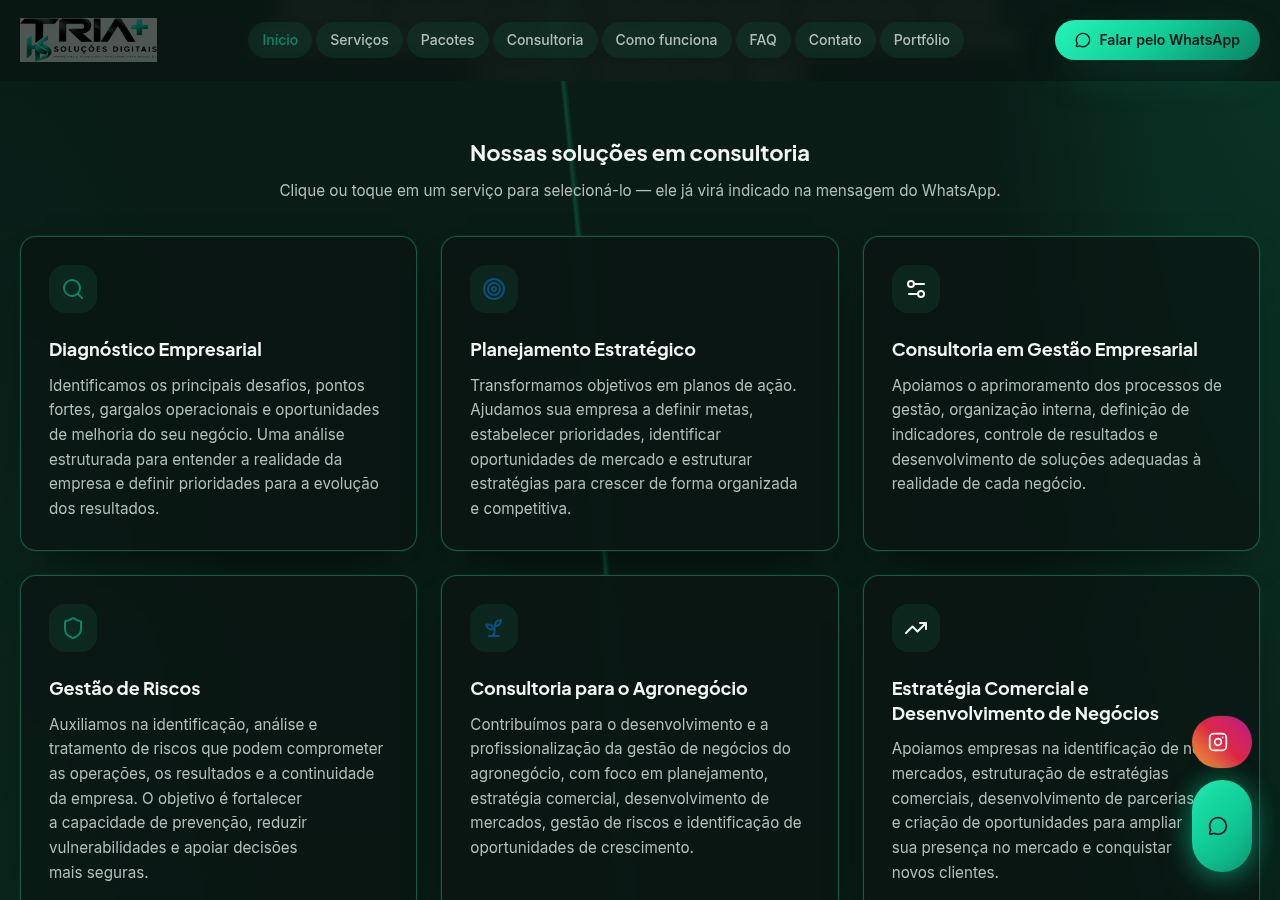 TRIA+
SOLUÇÕES DIGITAIS
Início
Serviços
Pacotes
Consultoria
Como funciona
FAQ
Contato
Portfólio
Falar pelo WhatsApp
Nossas soluções em consultoria
Clique ou toque em um serviço para selecioná-lo — ele já virá indicado na mensagem do WhatsApp.
Diagnóstico Empresarial
Identificamos os principais desafios, pontos
fortes, gargalos operacionais e oportunidades
de melhoria do seu negócio. Uma análise
estruturada para entender a realidade da
empresa e definir prioridades para a evolução
dos resultados.
Planejamento Estratégico
Transformamos objetivos em planos de ação.
Ajudamos sua empresa a definir metas,
estabelecer prioridades, identificar
oportunidades de mercado e estruturar
estratégias para crescer de forma organizada
e competitiva.
Consultoria em Gestão Empresarial
Apoiamos o aprimoramento dos processos de
gestão, organização interna, definição de
indicadores, controle de resultados e
desenvolvimento de soluções adequadas à
realidade de cada negócio.
Gestão de Riscos
Auxiliamos na identificação, análise e
tratamento de riscos que podem comprometer
as operações, os resultados e a continuidade
da empresa. O objetivo é fortalecer
a capacidade de prevenção, reduzir
vulnerabilidades e apoiar decisões
mais seguras.
Consultoria para o Agronegócio
Contribuímos para o desenvolvimento e a
profissionalização da gestão de negócios do
agronegócio, com foco em planejamento,
estratégia comercial, desenvolvimento de
mercados, gestão de riscos e identificação de
oportunidades de crescimento.
Estratégia Comercial e
Desenvolvimento de Negócios
Apoiamos empresas na identificação de
mercados, estruturação de estratégias
comerciais, desenvolvimento de parcerias
e criação de oportunidades para ampliar
sua presença no mercado e conquistar
novos clientes.